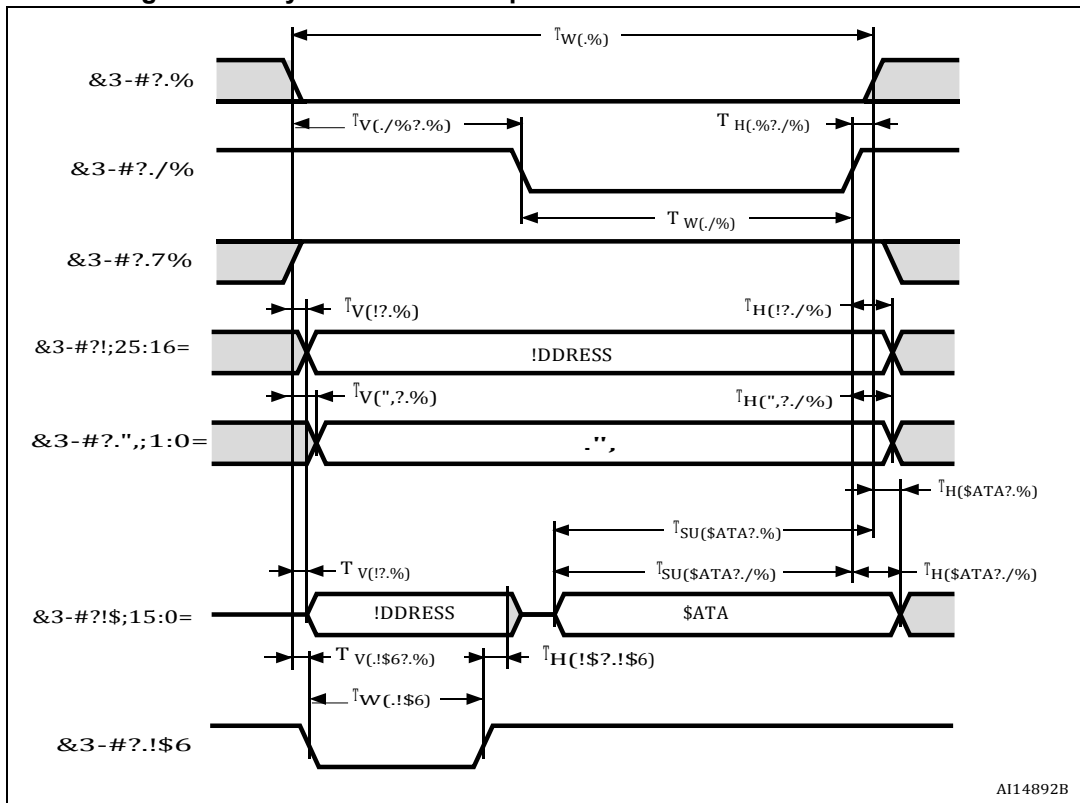 TW(.%)
&3-#?.%
TV(./%?.%)
T H(.%?./%)
&3-#?./%
T W(./%)
&3-#?.7%
TV(!?.%)
TH(!?./%)
&3-#?!;25:16=
!DDRESS
TV(",?.%)
TH(",?./%)
&3-#?.",;1:0=
.",
TH($ATA?.%)
TSU($ATA?.%)
T V(!?.%)
TSU($ATA?./%)
TH($ATA?./%)
&3-#?!$;15:0=
!DDRESS
$ATA
T V(.!$6?.%)
TH(!$?.!$6)
TW(.!$6)
&3-#?.!$6
AI14892B